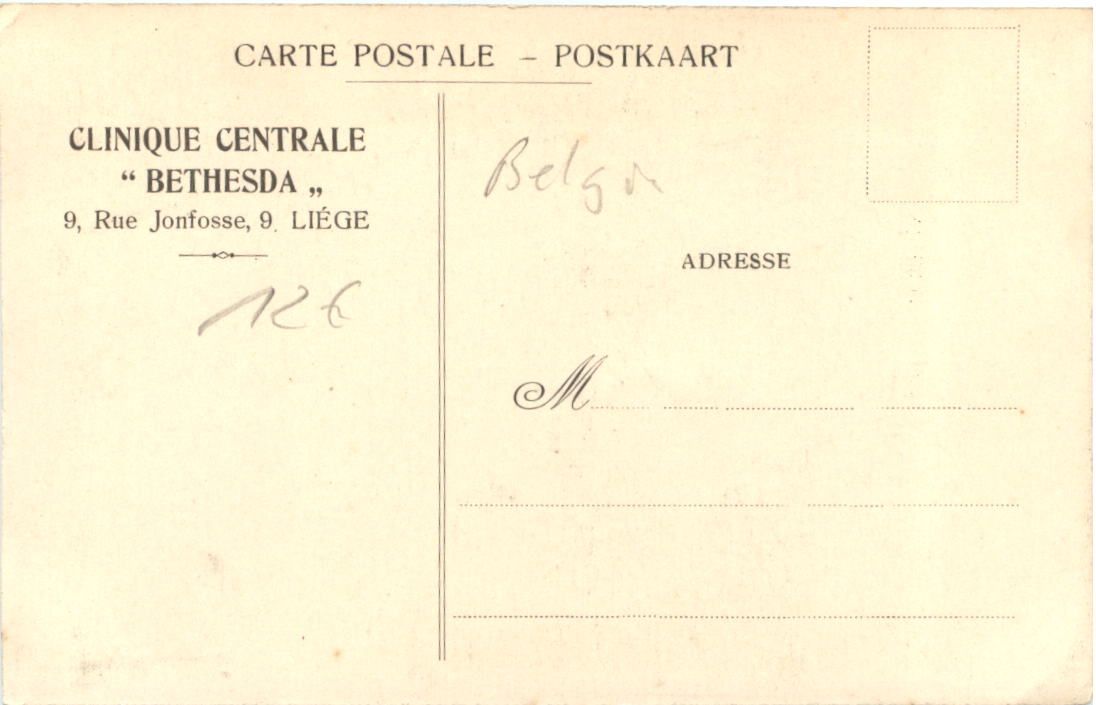 CARTE POSTALE – POSTKAART
CLINIQUE CENTRALE
“ BETHESDA „
9, Rue Jonfosse, 9. LIÉGE
12€
ADRESSE
M